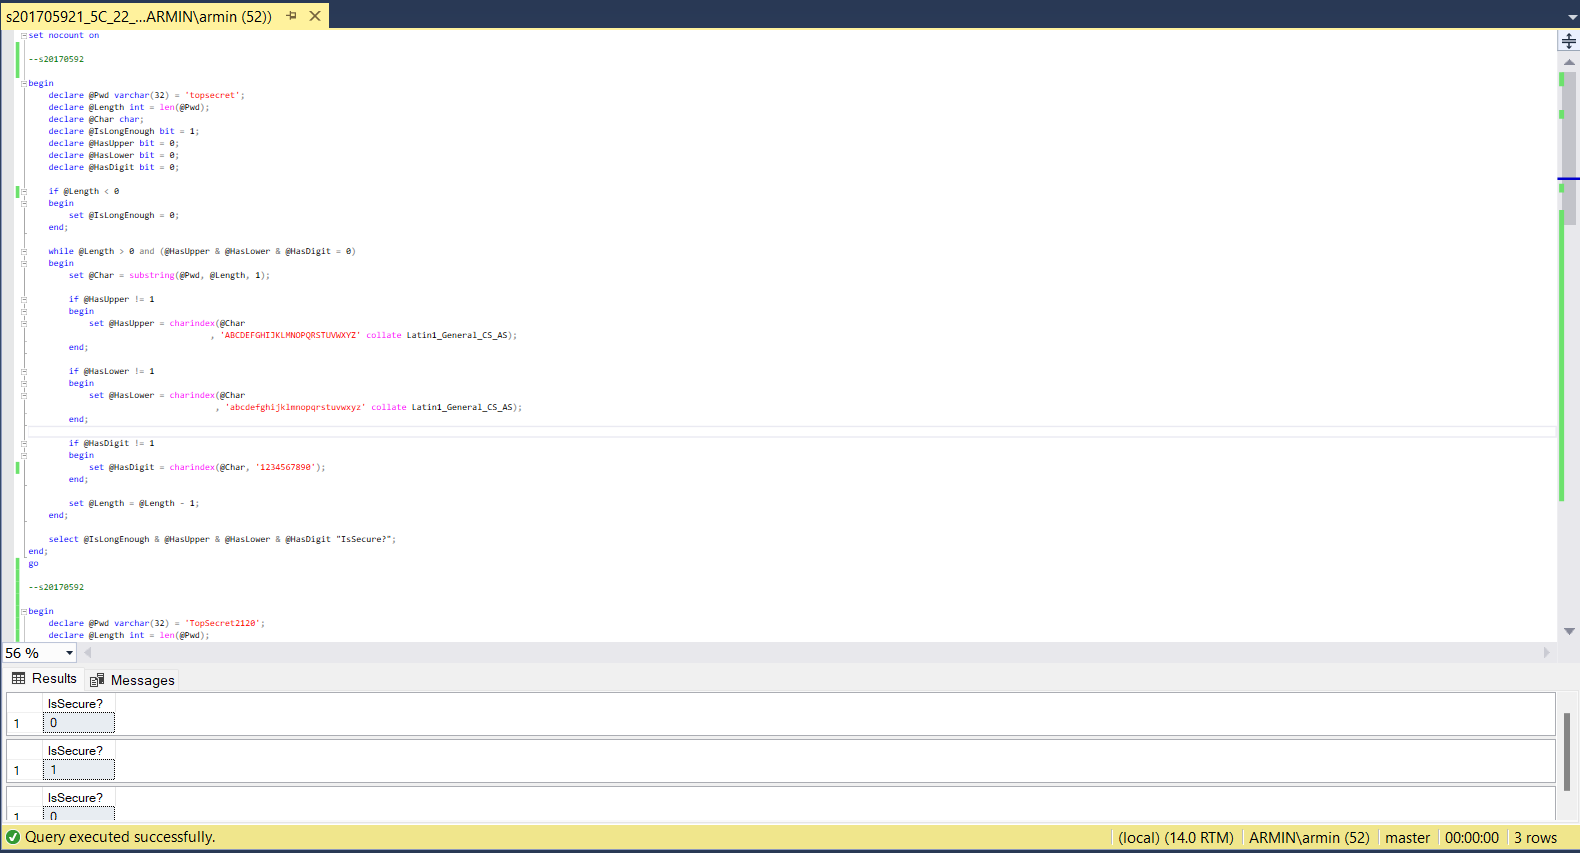 s201705921_5C_22_...ARMIN\armin (52))
set nocount on
--s20170592
begin
declare @Pwd varchar(32) = 'topsecret';
declare @Length int = len(@Pwd);
declare @Char char;
declare @IsLongEnough bit = 1;
declare @HasUpper bit = 0;
declare @HasLower bit = 0;
declare @HasDigit bit = 0;
if @Length < 0
begin
set @IsLongEnough = 0;
end;
while @Length > 0 and (@HasUpper & @HasLower & @HasDigit = 0)
begin
set @Char = substring(@Pwd, @Length, 1);
if @HasUpper != 1
begin
set @HasUpper = charindex(@Char
, 'ABCDEFGHIJKLMNOPQRSTUVWXYZ' collate Latin1_General_CS_AS);
end;
if @HasLower != 1
begin
set @HasLower = charindex(@Char
, 'abcdefghijklmnopqrstuvwxyz' collate Latin1_General_CS_AS);
end;
if @HasDigit != 1
begin
set @HasDigit = charindex(@Char, '1234567890');
end;
set @Length = @Length - 1;
end;
select @IsLongEnough & @HasUpper & @HasLower & @HasDigit "IsSecure?";
end;
go
--s20170592
begin
declare @Pwd varchar(32) = 'TopSecret2120';
declare @Length int = len(@Pwd);
56 %
Results Messages
IsSecure?
1 0
IsSecure?
1 1
IsSecure?
1 0
Query executed successfully. (local) (14.0 RTM) ARMIN\armin (52) master 00:00:00 3 rows